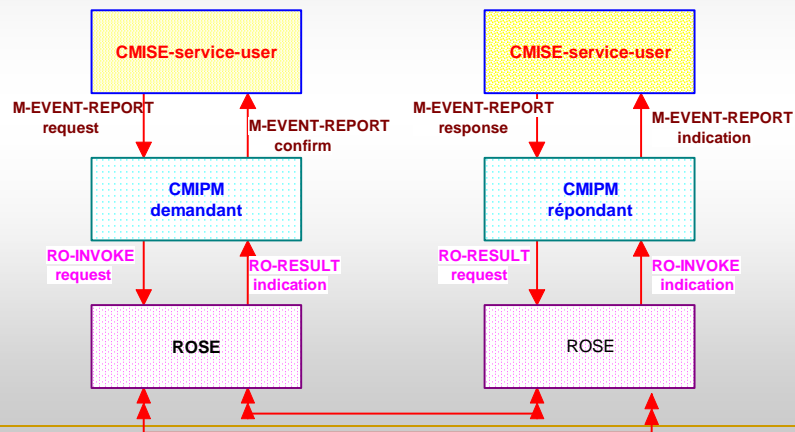 CMISE-service-user
CMISE-service-user
M-EVENT-REPORT
request
M-EVENT-REPORT
confirm
M-EVENT-REPORT
response
M-EVENT-REPORT
indication
CMIPM
demandant
CMIPM
répondant
RO-INVOKE
request
RO-RESULT
indication
RO-RESULT
request
RO-INVOKE
indication
ROSE
ROSE